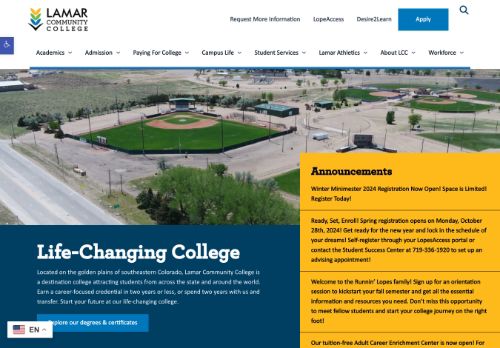 LAMAR
COMMUNITY
COLLEGE
Request More Information
LopeAccess
Desire2Learn
Apply
Academics
Admission
Paying For College
Campus Life
Student Services
Lamar Athletics
About LCC
Workforce
Announcements
Winter Minimester 2024 Registration Now Open! Space is Limited!
Register Today!
Ready, Set, Enroll! Spring registration opens on Monday, October
28th, 2024! Get ready for the new year and lock in the schedule of
your dreams! Self-register through your LopesAccess portal or
contact the Student Success Center at 719-336-1920 to set up an
advising appointment!
Welcome to the Runnin' Lopes family! Sign up for an orientation
session to kickstart your fall semester and get all the essential
information and resources you need. Don't miss this opportunity to
meet fellow students and start your college journey on the right
foot!
Our tuition-free Adult Career Enrichment Center is now open! For
Life-Changing College
Located on the golden plains of southeastern Colorado, Lamar Community College is
a destination college attracting students from across the state and around the world.
Earn a career-focused credential in two years or less, or spend two years with us and
transfer. Start your future at our life-changing college.
Explore our degrees & certificates
EN